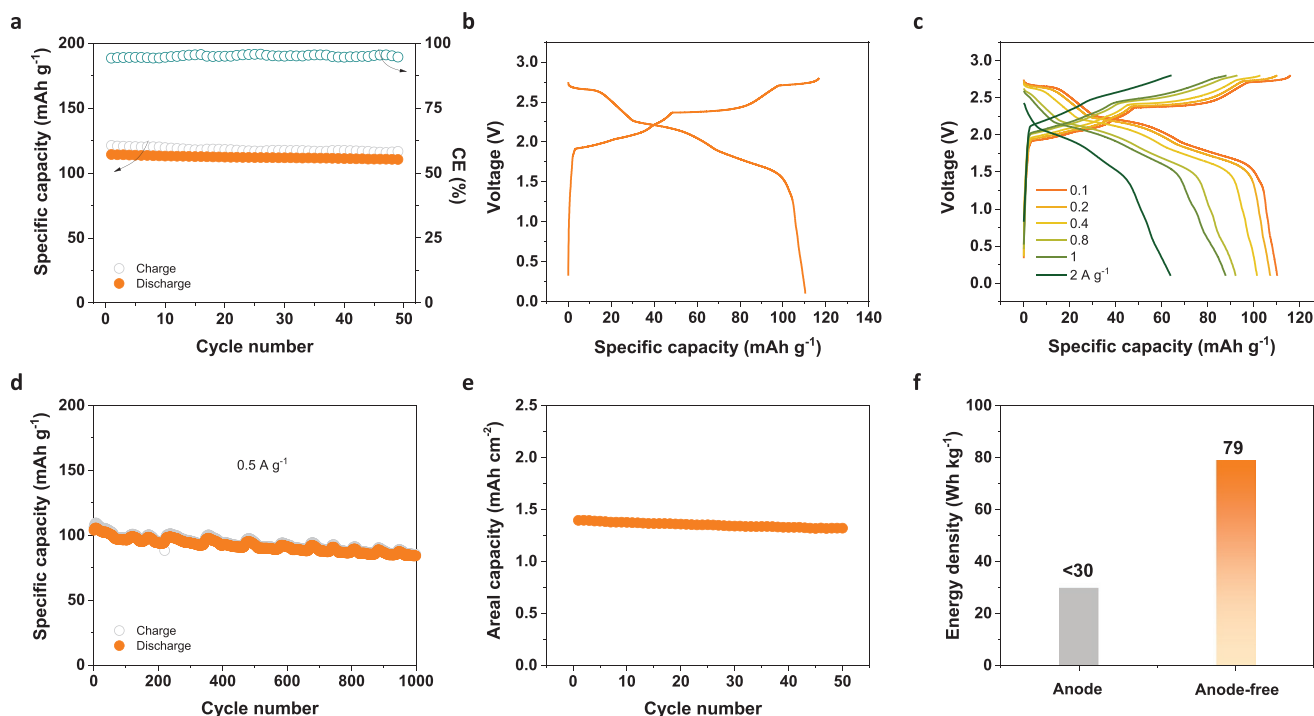 a
200
150
100
50
0
Specific capacity (mAh g-1)
100
75
50
25
0
CE (%)
Charge
Discharge
0 10 20 30 40 50
Cycle number
b
3.0
2.5
2.0
1.5
1.0
0.5
0.0
Voltage (V)
0 20 40 60 80 100 120 140
Specific capacity (mAh g-1)
c
3.0
2.5
2.0
1.5
1.0
0.5
0.0
Voltage (V)
0.1
0.2
0.4
0.8
1
2 A g-1
0 20 40 60 80 100 120
Specific capacity (mAh g-1)
d
200
150
100
50
0
Specific capacity (mAh g-1)
0.5 A g-1
Charge
Discharge
0 200 400 600 800 1000
Cycle number
e
2.5
2.0
1.5
1.0
0.5
0.0
Areal capacity (mAh cm-2)
0 10 20 30 40 50
Cycle number
f
100
80
60
40
20
0
Energy density (Wh kg-1)
<30
79
Anode Anode-free